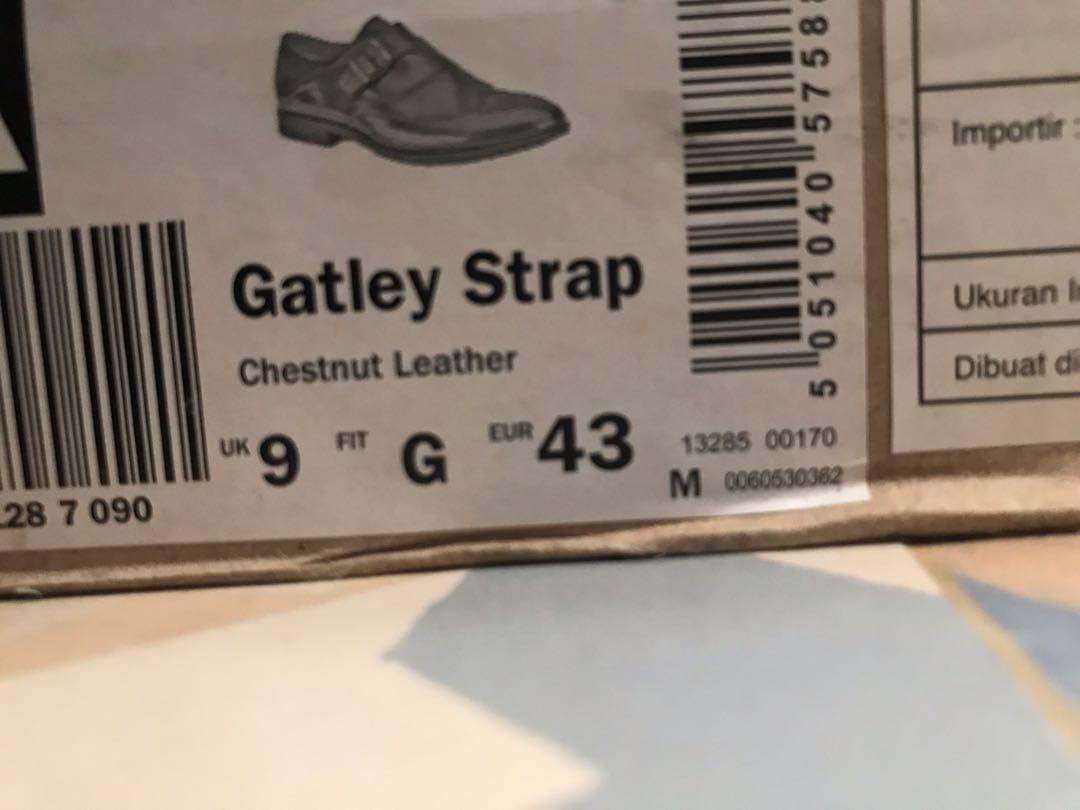 28 7 090
Gatley Strap
Chestnut Leather
UK 9 FIT G EUR 43
5 051040 5758
13285 00170
M 0060530362
Importir :
Ukuran
Dibuat di